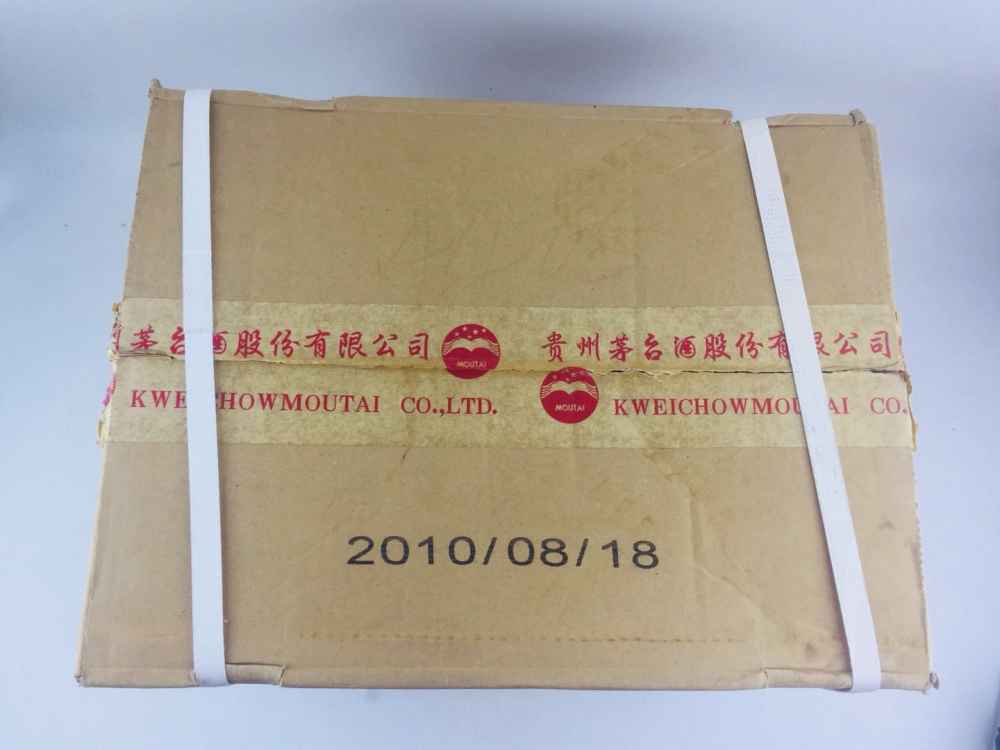 茅台酒股份有限公司 MOUTAI 贵州茅台酒股份有限公司
KWEICHOWMOUTAI CO.,LTD. MOUTAI KWEICHOWMOUTAI CO.
2010/08/18